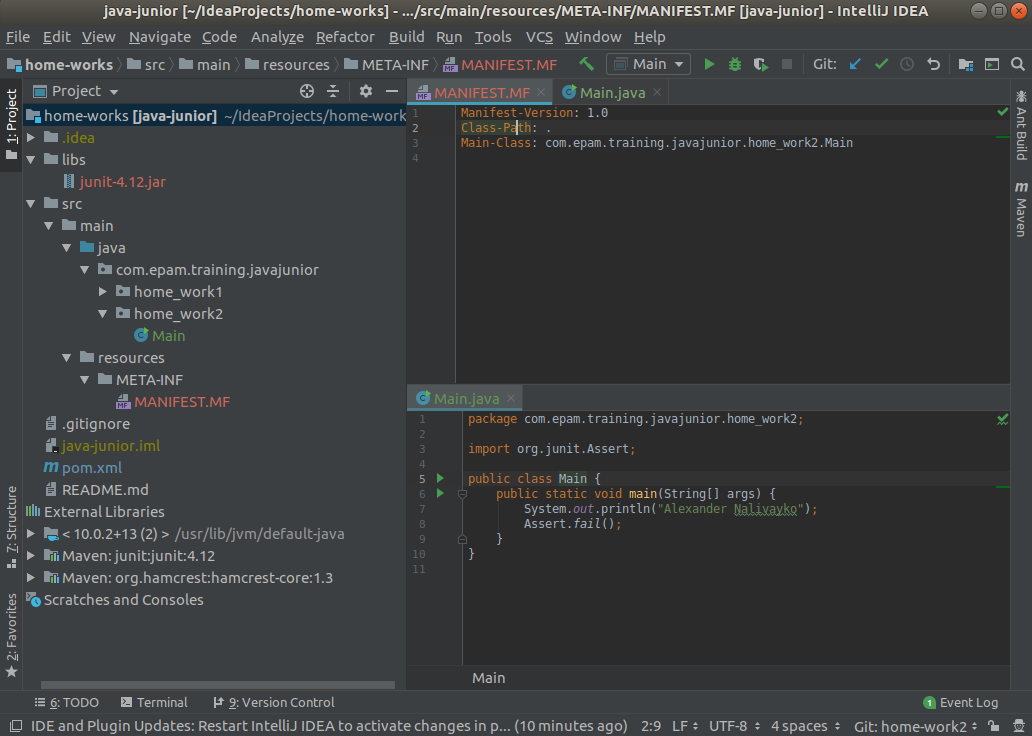 java-junior [~/IdeaProjects/home-works] - .../src/main/resources/META-INF/MANIFEST.MF [java-junior] - IntelliJ IDEA
File Edit View Navigate Code Analyze Refactor Build Run Tools VCS Window Help
home-works src main resources META-INF MANIFEST.MF Main Git:
1: Project
Project
home-works [java-junior] ~/IdeaProjects/home-work
.idea
libs
junit-4.12.jar
src
main
java
com.epam.training.javajunior
home_work1
home_work2
Main
resources
META-INF
MANIFEST.MF
.gitignore
java-junior.iml
pom.xml
README.md
External Libraries
< 10.0.2+13 (2) > /usr/lib/jvm/default-java
Maven: junit:junit:4.12
Maven: org.hamcrest:hamcrest-core:1.3
Scratches and Consoles
7: Structure
2: Favorites
MANIFEST.MF Main.java
1 Manifest-Version: 1.0
2 Class-Path: .
3 Main-Class: com.epam.training.javajunior.home_work2.Main
4
Main.java
1 package com.epam.training.javajunior.home_work2;
2
3 import org.junit.Assert;
4
5 public class Main {
6 public static void main(String[] args) {
7 System.out.println("Alexander Nalivayko");
8 Assert.fail();
9 }
10 }
11
Main
Ant Build
Maven
6: TODO Terminal 9: Version Control 1 Event Log
IDE and Plugin Updates: Restart IntelliJ IDEA to activate changes in p... (10 minutes ago) 2:9 LF UTF-8 4 spaces Git: home-work2